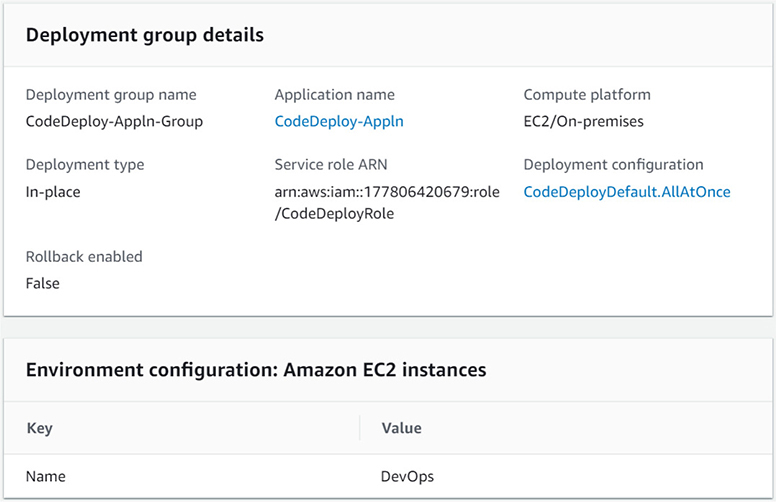 Deployment group details
Deployment group name
Application name
Compute platform
CodeDeploy-Appln-Group
CodeDeploy-Appln
EC2/On-premises
Deployment type
Service role ARN
Deployment configuration
In-place
arn:aws:iam::177806420679:role
/CodeDeployRole
CodeDeployDefault.AllAtOnce
Rollback enabled
False
Environment configuration: Amazon EC2 instances
Key
Value
Name
DevOps